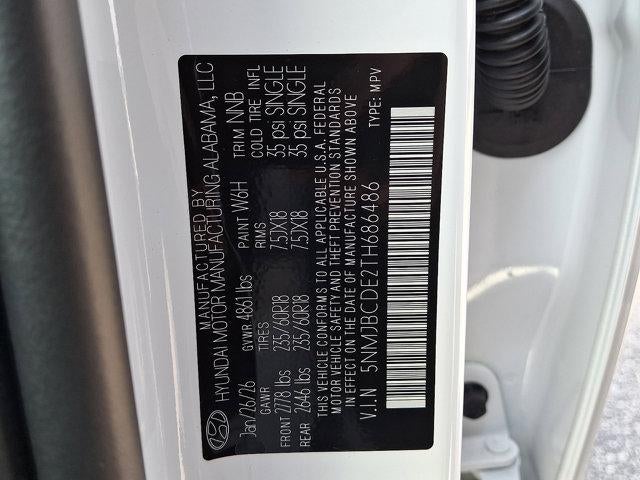 MANUFACTURED BY
HYUNDAI MOTOR MANUFACTURING ALABAMA, LLC
Jan/26/26 GVWR 4861 lbs PAINT W6H TRIM NNB
GAWR TIRES RIMS COLD TIRE INFL
FRONT 2778 lbs 235/60R18 7.5JX18 35 psi SINGLE
REAR 2646 lbs 235/60R18 7.5JX18 35 psi SINGLE
THIS VEHICLE CONFORMS TO ALL APPLICABLE U.S.A. FEDERAL
MOTOR VEHICLE SAFETY AND THEFT PREVENTION STANDARDS
IN EFFECT ON THE DATE OF MANUFACTURE SHOWN ABOVE
V.I.N 5NMJBCDE2TH686486 TYPE: MPV